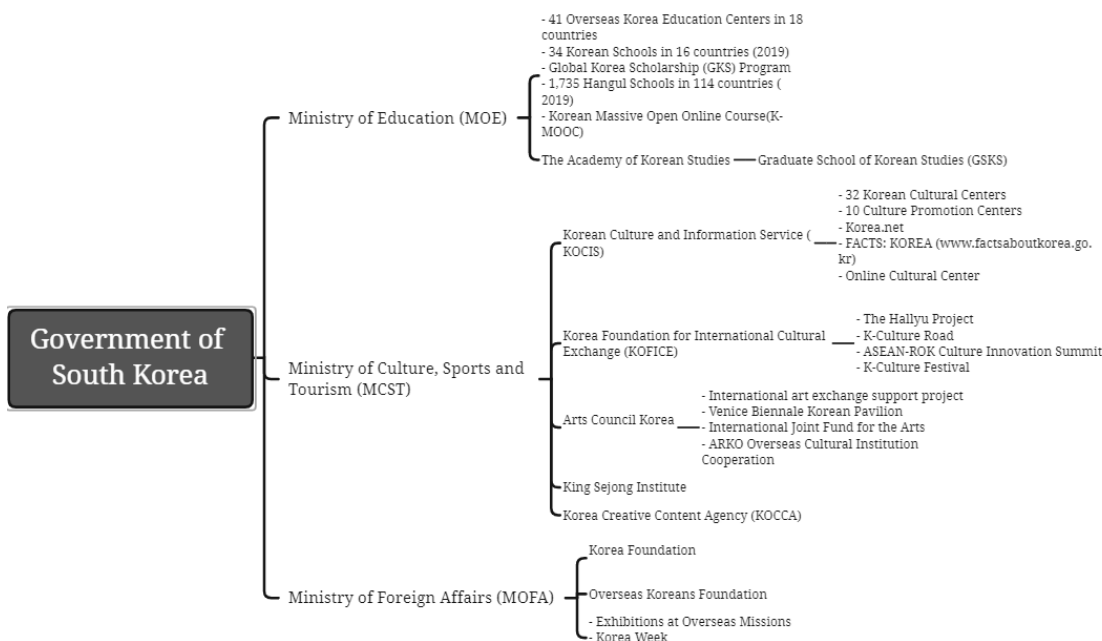 Government of
South Korea
Ministry of Education (MOE)
- 41 Overseas Korea Education Centers in 18
countries
- 34 Korean Schools in 16 countries (2019)
- Global Korea Scholarship (GKS) Program
- 1,735 Hangul Schools in 114 countries (
2019)
- Korean Massive Open Online Course(K-
MOOC)
The Academy of Korean Studies
Graduate School of Korean Studies (GSKS)
Ministry of Culture, Sports and
Tourism (MCST)
Korean Culture and Information Service (
KOCIS)
- 32 Korean Cultural Centers
- 10 Culture Promotion Centers
- Korea.net
- FACTS: KOREA (www.factsaboutkorea.go.
kr)
- Online Cultural Center
Korea Foundation for International Cultural
Exchange (KOFICE)
- The Hallyu Project
- K-Culture Road
- ASEAN-ROK Culture Innovation Summit
- K-Culture Festival
Arts Council Korea
- International art exchange support project
- Venice Biennale Korean Pavilion
- International Joint Fund for the Arts
- ARKO Overseas Cultural Institution
Cooperation
King Sejong Institute
Korea Creative Content Agency (KOCCA)
Ministry of Foreign Affairs (MOFA)
Korea Foundation
Overseas Koreans Foundation
- Exhibitions at Overseas Missions
- Korea Week